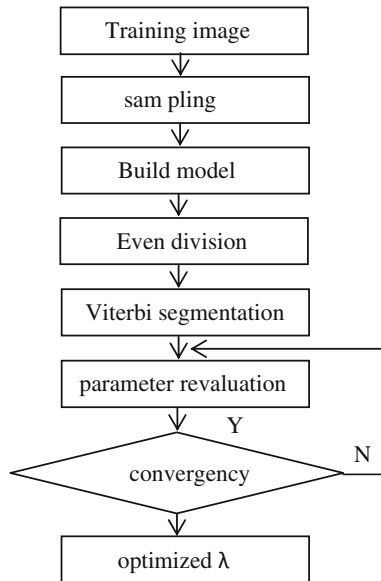 Training image
sam pling
Build model
Even division
Viterbi segmentation
parameter revaluation
Y
convergency
N
optimized λ